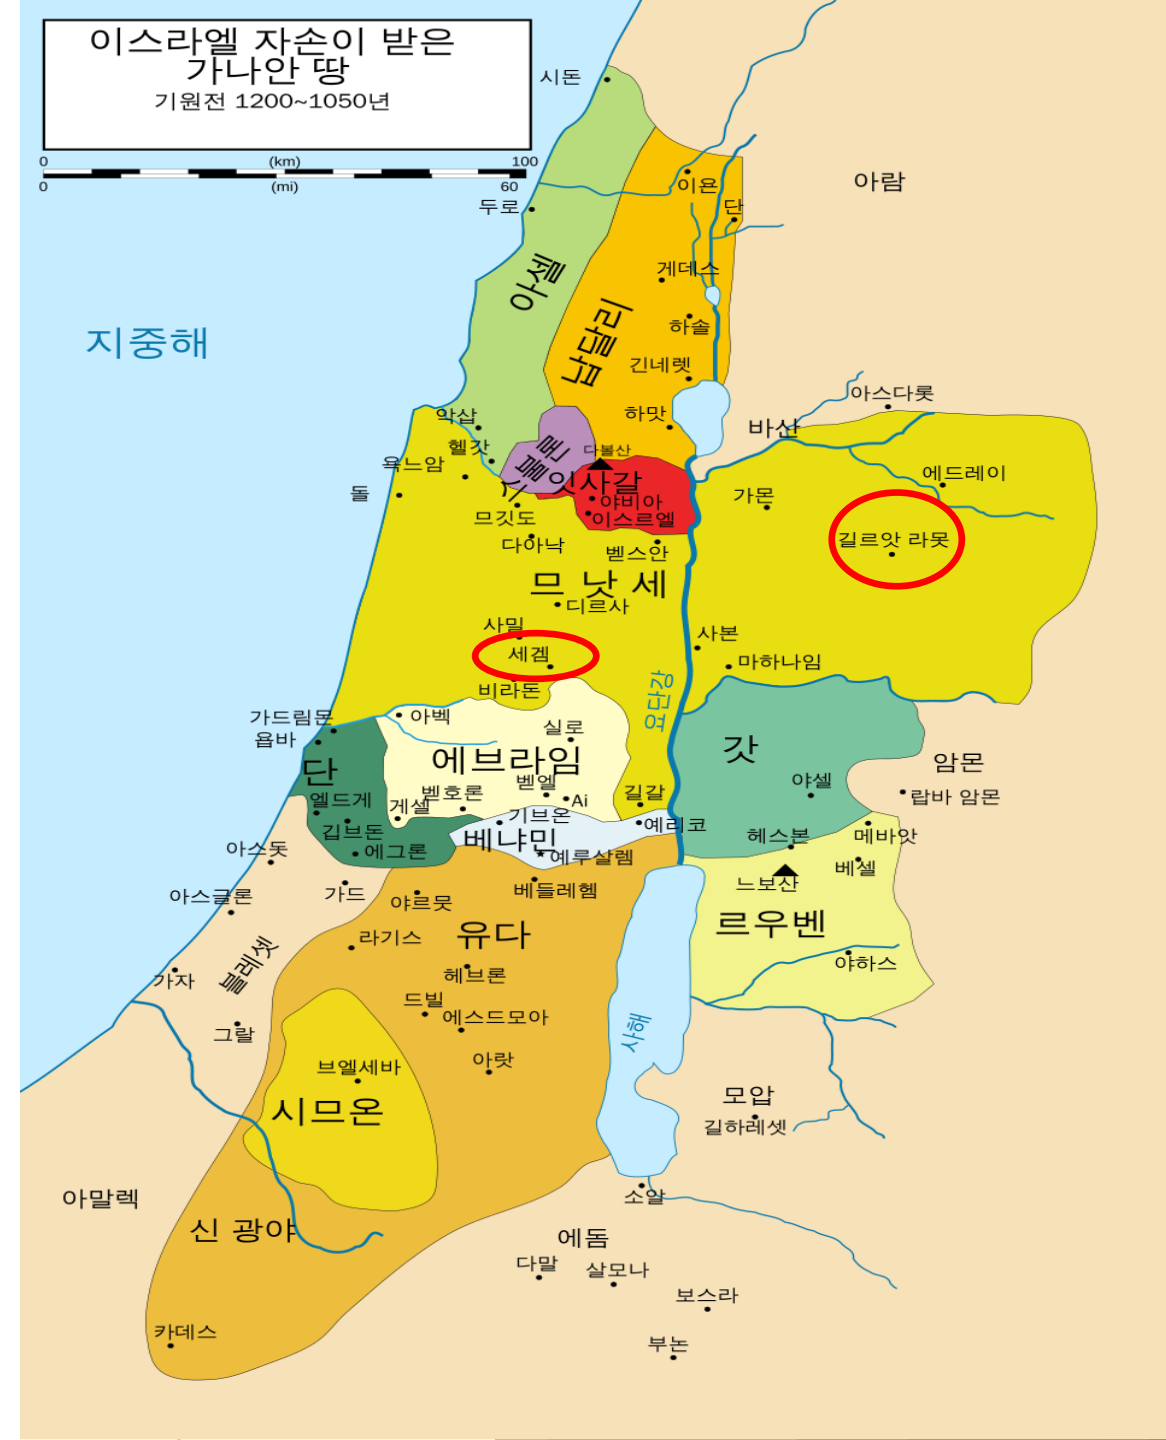 이스라엘 자손이 받은
가나안 땅
기원전 1200~1050년
0 (km) 100
0 (mi) 60
시돈
아람
이욘
단
두로
게데스
아셀
납달리
하솔
지중해
긴네렛
아스다롯
하맛
악삽
바산
헬갓
스불론
다볼산
욕느암
잇사갈
에드레이
돌
야비아
가몬
므깃도
이스르엘
길르앗 라못
다아낙
벧스안
므 낫 세
디르사
사밀
사본
세겜
마하나임
비라돈
요단강
가드림몬
아벡
욥바
실로
갓
단
에브라임
암몬
벧엘
야셀
랍바 암몬
엘드게
게셀
벧호론
Ai
길갈
깁브돈
기브온
예리코
베냐민
헤스본
메바앗
아스돗
에그론
예루살렘
베셀
가드
베들레헴
느보산
아스글론
야르뭇
유다
르우벤
라기스
블레셋
헤브론
야하스
가자
드빌
에스드모아
사해
그랄
브엘세바
아랏
시므온
모압
길하레셋
아말렉
소알
신 광야
에돔
다말
살모나
보스라
카데스
부논